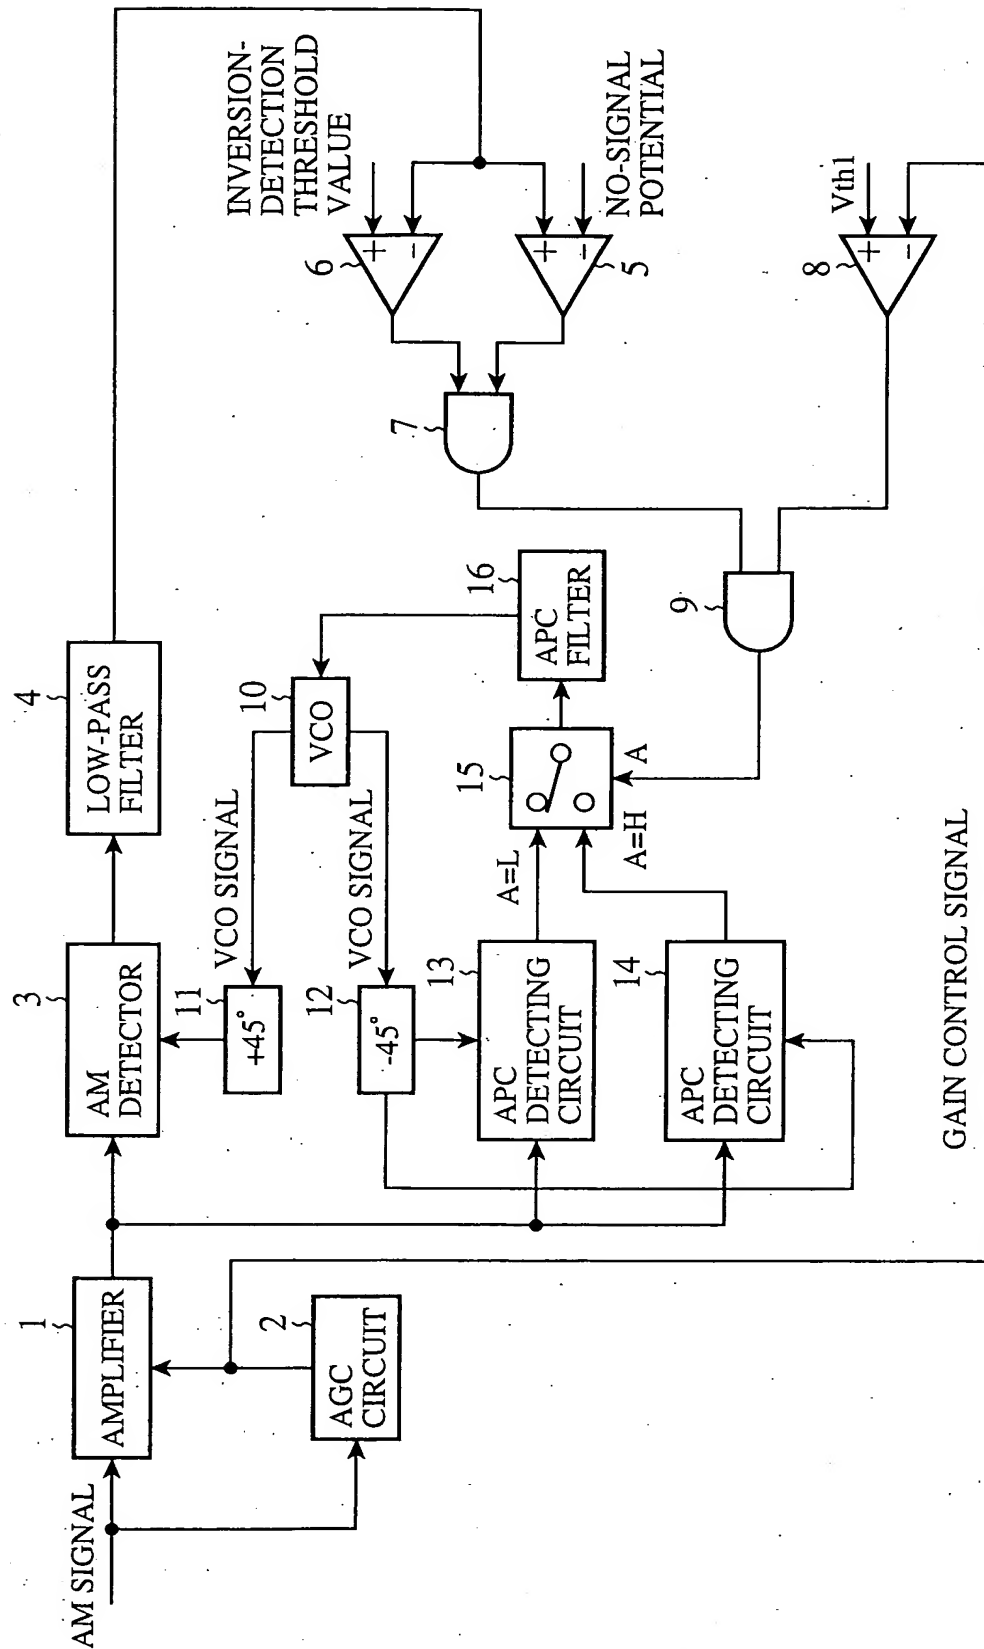 AM SIGNAL
1
AMPLIFIER
2
AGC
CIRCUIT
3
AM
DETECTOR
4
LOW-PASS
FILTER
11
+45°
VCO SIGNAL
10
VCO
12
-45°
VCO SIGNAL
13
APC
DETECTING
CIRCUIT
14
APC
DETECTING
CIRCUIT
A=L
A=H
15
A
16
APC
FILTER
INVERSION-
DETECTION
THRESHOLD
VALUE
6
+
-
NO-SIGNAL
POTENTIAL
5
+
-
7
Vth1
8
+
-
9
GAIN CONTROL SIGNAL